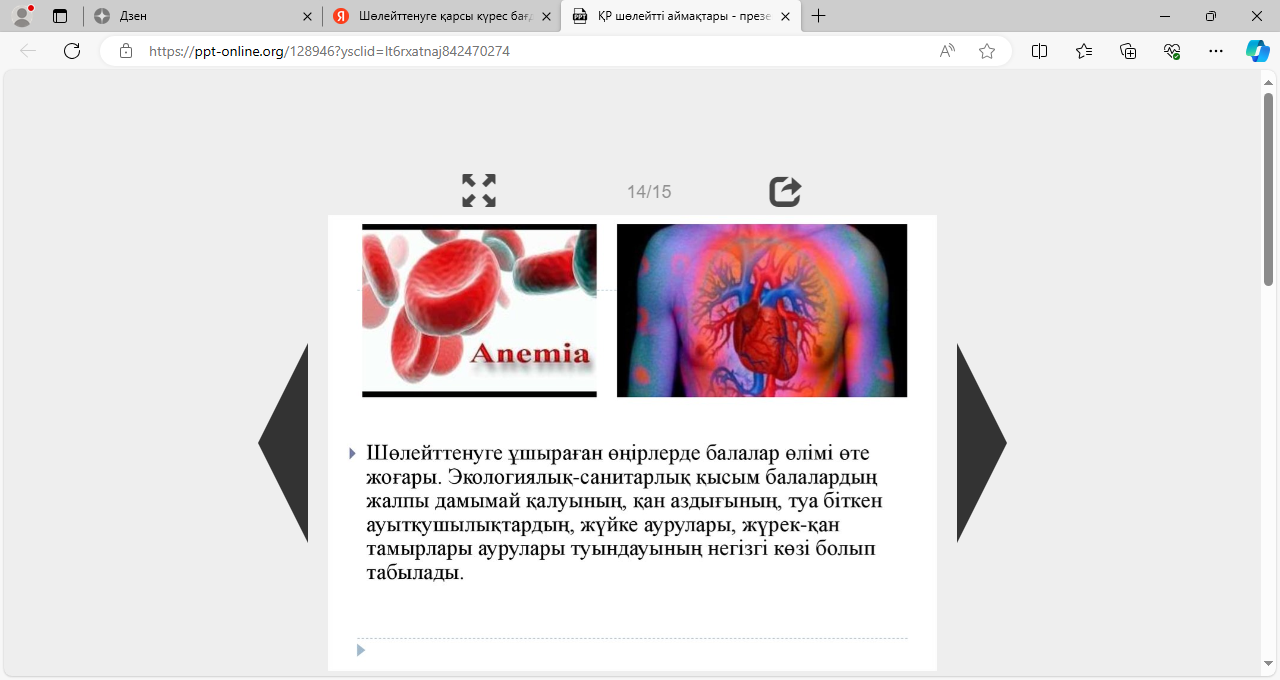 Дзен
Шөлейттенуге қарсы күрес бағд
ҚР шөлейтті аймақтары - презе
https://ppt-online.org/128946?ysclid=lt6rxatnaj842470274
14/15
Anemia
Шөлейттенуге ұшыраған өңірлерде балалар өлімі өте
жоғары. Экологиялық-санитарлық қысым балалардың
жалпы дамымай қалуының, қан аздығының, туа біткен
ауытқушылықтардың, жүйке аурулары, жүрек-қан
тамырлары аурулары туындауының негізгі көзі болып
табылады.